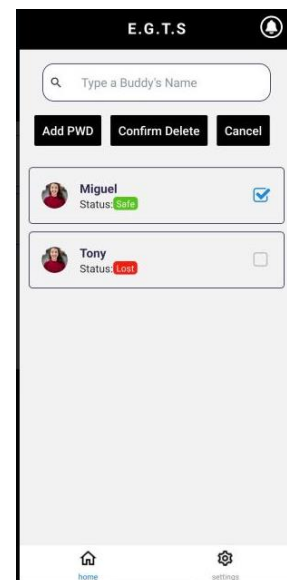 E.G.T.S
Type a Buddy's Name
Add PWD Confirm Delete Cancel
Miguel
Status: Safe
Tony
Status: Lost
home settings